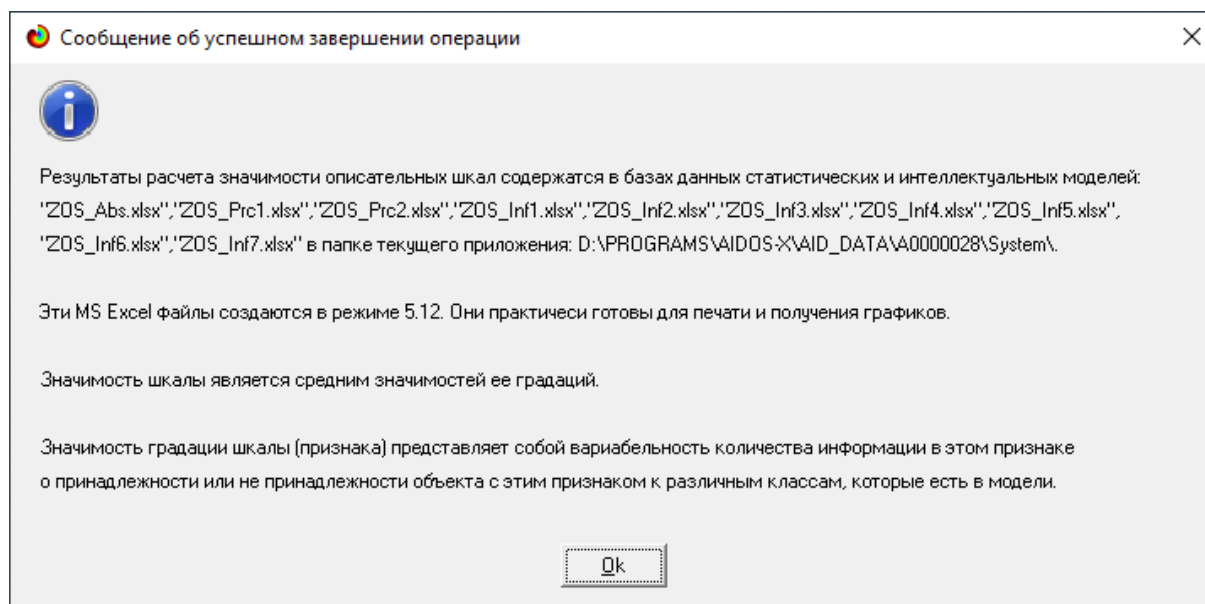 Сообщение об успешном завершении операции
Результаты расчета значимости описательных шкал содержатся в базах данных статистических и интеллектуальных моделей:
"ZOS_Abs.xlsx","ZOS_Prc1.xlsx","ZOS_Prc2.xlsx","ZOS_Inf1.xlsx","ZOS_Inf2.xlsx","ZOS_Inf3.xlsx","ZOS_Inf4.xlsx","ZOS_Inf5.xlsx",
"ZOS_Inf6.xlsx","ZOS_Inf7.xlsx" в папке текущего приложения: D:\PROGRAMS\AIDOS-X\AID_DATA\A0000028\System\.
Эти MS Excel файлы создаются в режиме 5.12. Они практичеси готовы для печати и получения графиков.
Значимость шкалы является средним значимостей ее градаций.
Значимость градации шкалы (признака) представляет собой вариабельность количества информации в этом признаке
о принадлежности или не принадлежности объекта с этим признаком к различным классам, которые есть в модели.
Ok